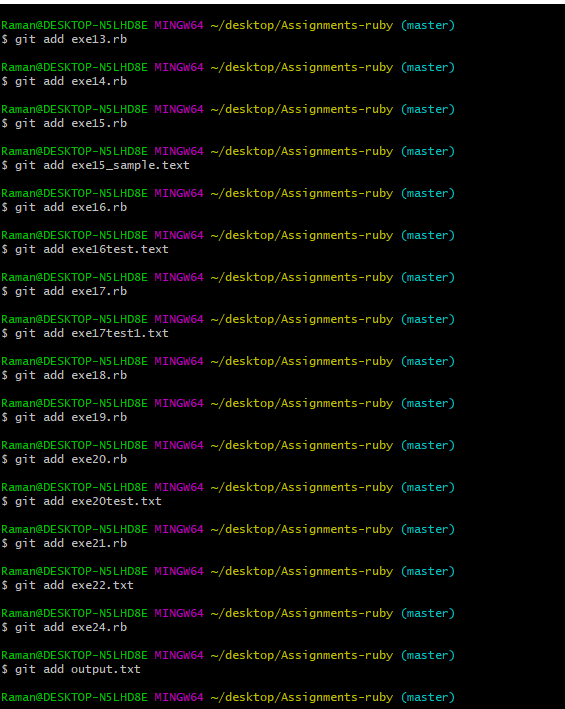 Raman@DESKTOP-N5LHD8E MINGW64 ~/desktop/Assignments-ruby (master)
$ git add exe13.rb
Raman@DESKTOP-N5LHD8E MINGW64 ~/desktop/Assignments-ruby (master)
$ git add exe14.rb
Raman@DESKTOP-N5LHD8E MINGW64 ~/desktop/Assignments-ruby (master)
$ git add exe15.rb
Raman@DESKTOP-N5LHD8E MINGW64 ~/desktop/Assignments-ruby (master)
$ git add exe15_sample.text
Raman@DESKTOP-N5LHD8E MINGW64 ~/desktop/Assignments-ruby (master)
$ git add exe16.rb
Raman@DESKTOP-N5LHD8E MINGW64 ~/desktop/Assignments-ruby (master)
$ git add exe16test.text
Raman@DESKTOP-N5LHD8E MINGW64 ~/desktop/Assignments-ruby (master)
$ git add exe17.rb
Raman@DESKTOP-N5LHD8E MINGW64 ~/desktop/Assignments-ruby (master)
$ git add exe17test1.txt
Raman@DESKTOP-N5LHD8E MINGW64 ~/desktop/Assignments-ruby (master)
$ git add exe18.rb
Raman@DESKTOP-N5LHD8E MINGW64 ~/desktop/Assignments-ruby (master)
$ git add exe19.rb
Raman@DESKTOP-N5LHD8E MINGW64 ~/desktop/Assignments-ruby (master)
$ git add exe20.rb
Raman@DESKTOP-N5LHD8E MINGW64 ~/desktop/Assignments-ruby (master)
$ git add exe20test.txt
Raman@DESKTOP-N5LHD8E MINGW64 ~/desktop/Assignments-ruby (master)
$ git add exe21.rb
Raman@DESKTOP-N5LHD8E MINGW64 ~/desktop/Assignments-ruby (master)
$ git add exe22.txt
Raman@DESKTOP-N5LHD8E MINGW64 ~/desktop/Assignments-ruby (master)
$ git add exe24.rb
Raman@DESKTOP-N5LHD8E MINGW64 ~/desktop/Assignments-ruby (master)
$ git add output.txt
Raman@DESKTOP-N5LHD8E MINGW64 ~/desktop/Assignments-ruby (master)